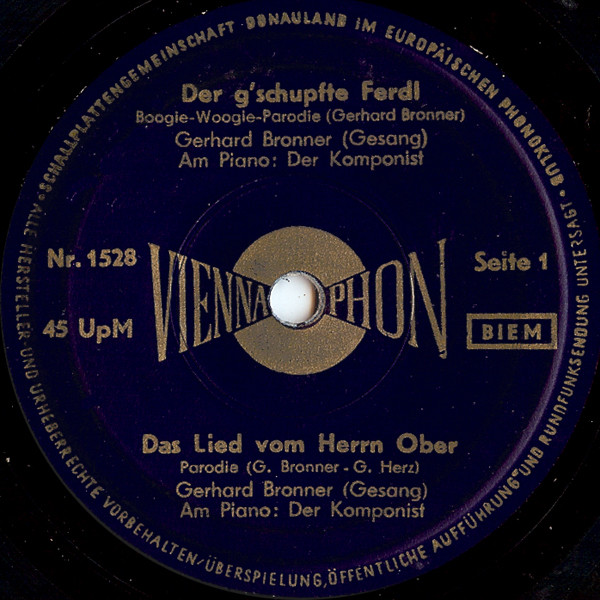 SCHALLPLATTENGEMEINSCHAFT DONAULAND IM EUROPÄISCHEN PHONOKLUB •
Der g'schupfte Ferdl
Boogie-Woogie-Parodie (Gerhard Bronner)
Gerhard Bronner (Gesang)
Am Piano: Der Komponist
Nr. 1528
Seite 1
VIENNAPHON
45 UpM
BIEM
Das Lied vom Herrn Ober
Parodie (G. Bronner - G. Herz)
Gerhard Bronner (Gesang)
Am Piano: Der Komponist
• ALLE HERSTELLER UND URHEBERRECHTE VORBEHALTEN/ÜBERSPIELUNG, ÖFFENTLICHE AUFFÜHRUNG UND RUNDFUNKSENDUNG UNTERSAGT •